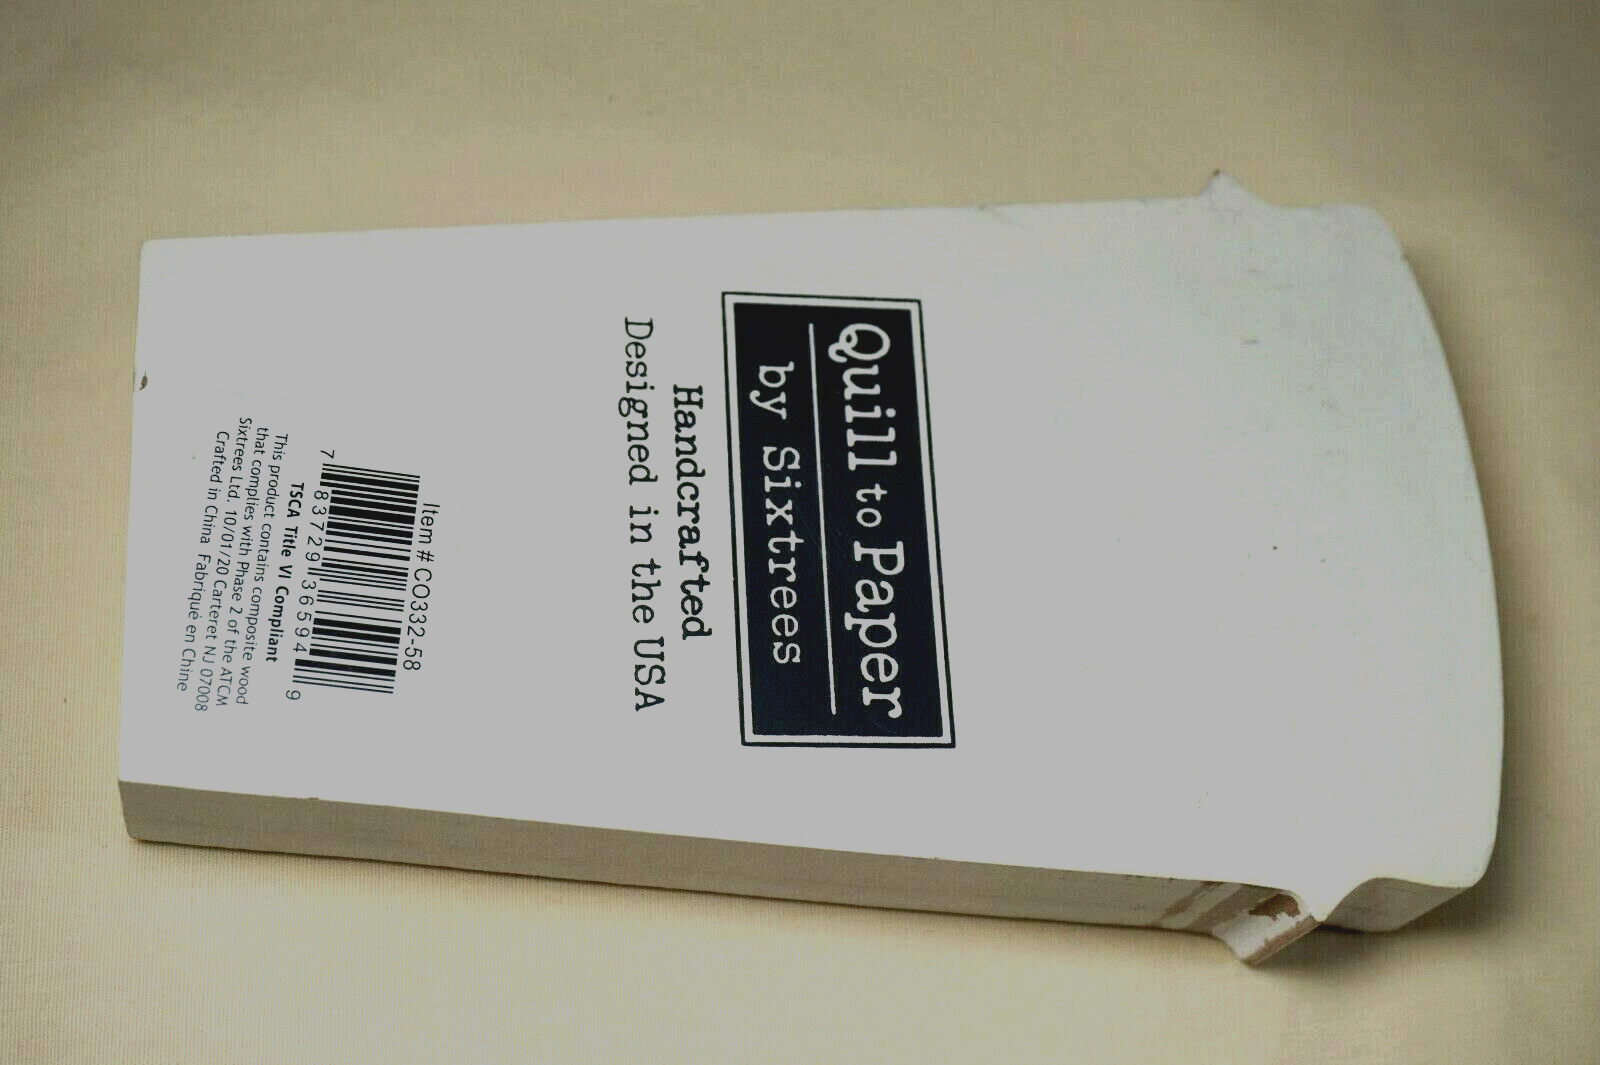 Quill to Paper
by Sixtrees
Handcrafted
Designed in the USA
Item # CO332-58
7 83729 36594 9
TSCA Title VI Compliant
This product contains composite wood
that complies with Phase 2 of the ATCM
Sixtrees Ltd. 10/01/20 Carteret NJ 07008
Crafted in China Fabriqué en Chine